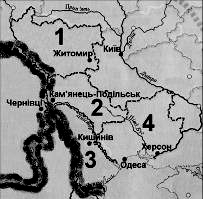 1
Житомир
Київ
Кам'янець-Подільськ
Чернівці
2
4
Кишинів
3
Херсон
Одеса